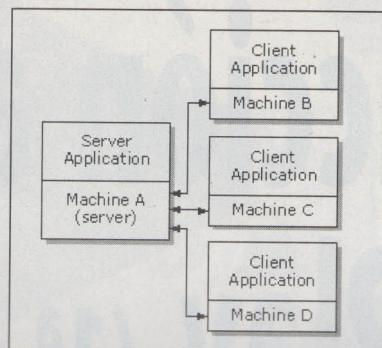 Client
Application
Machine B
Server
Application
Machine A
(server)
Client
Application
Machine C
Client
Application
Machine D